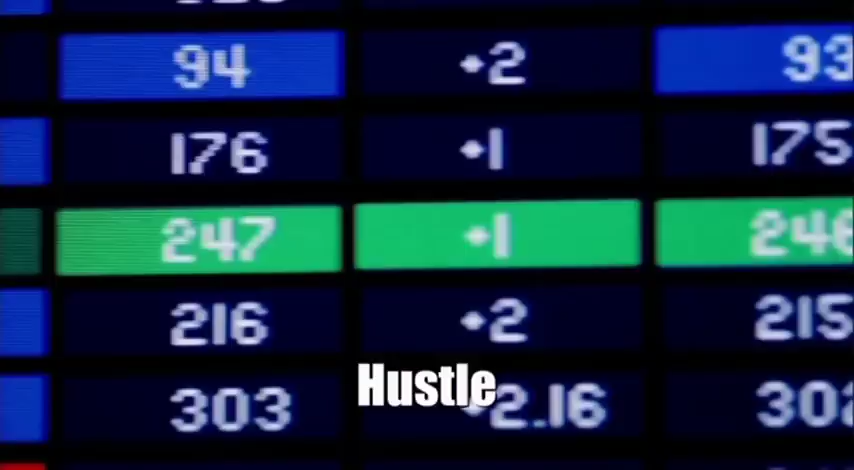 94 +2 93
176 +1 175
247 +1 246
216 +2 215
Hustle
303 +2.16 302